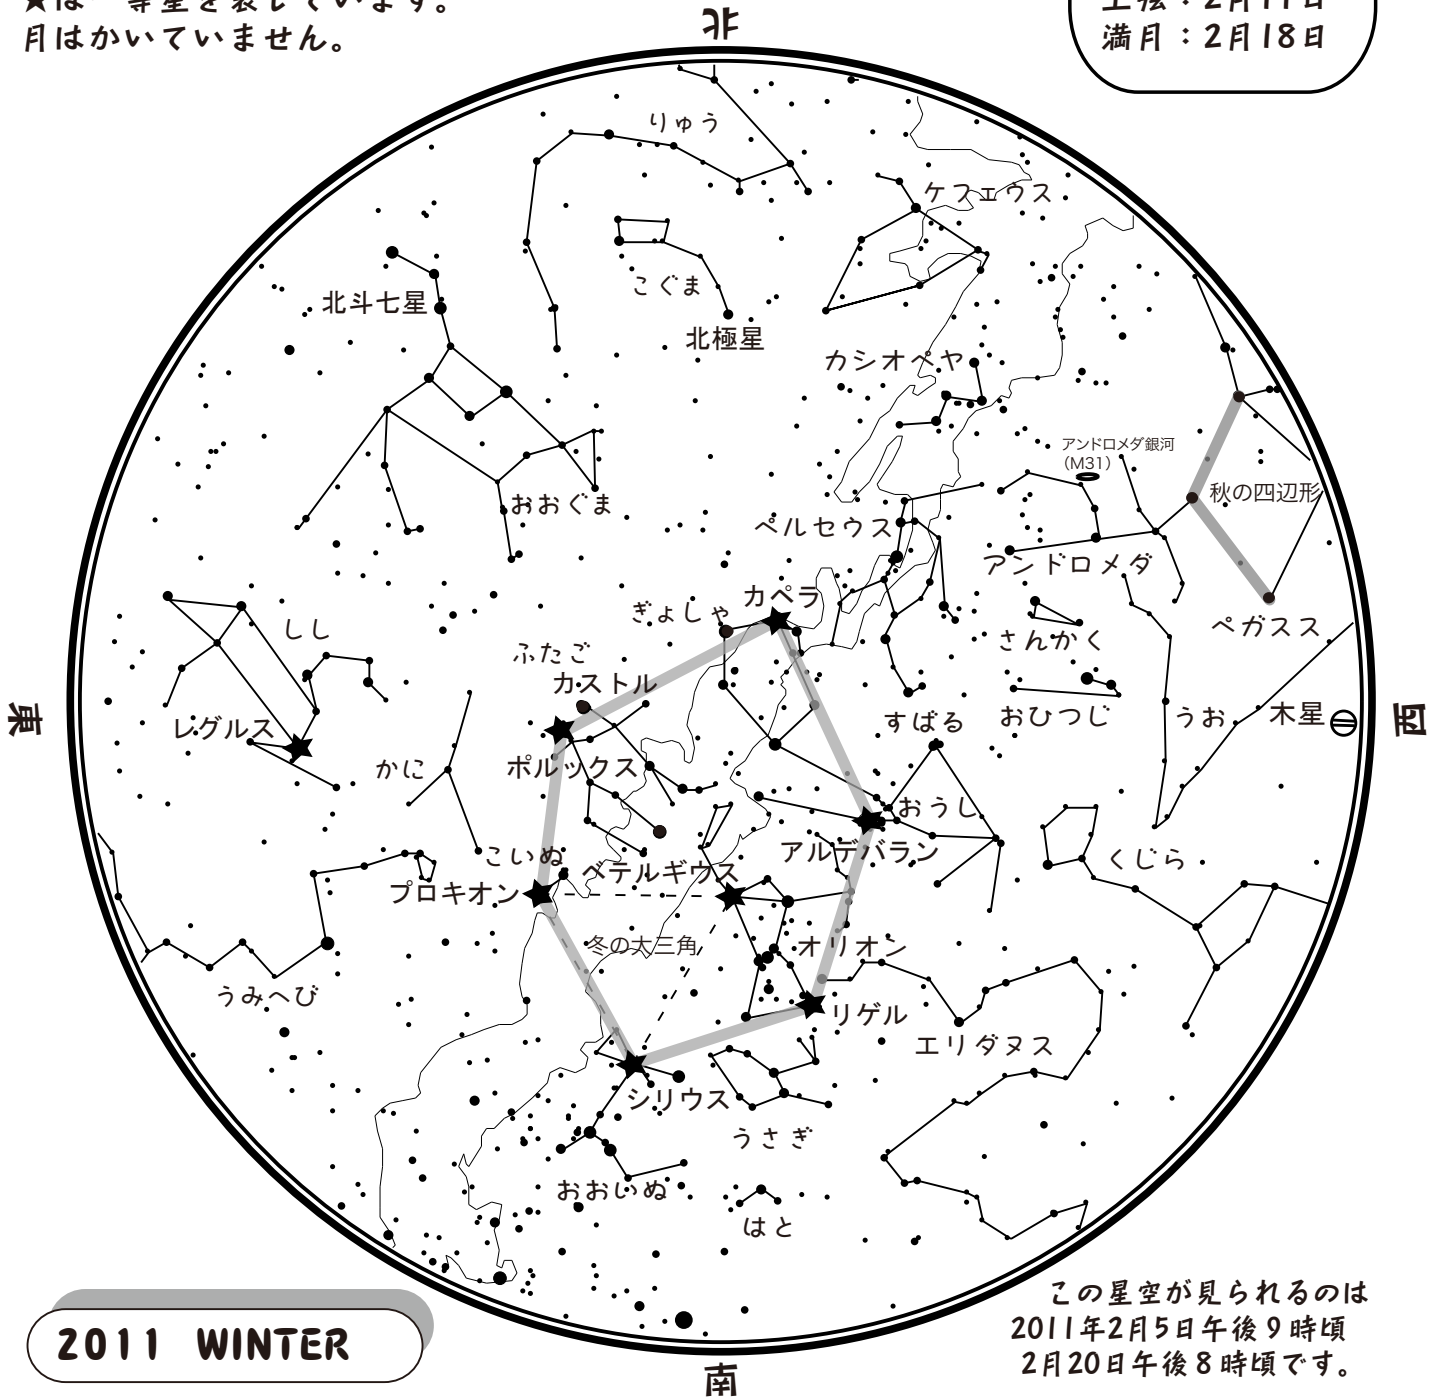 ★は一等星を表しています。
月はかいていません。
上弦：2月11日
満月：2月18日
北
りゅう
ケフェウス
こぐま
北斗七星
北極星
カシオペヤ
アンドロメダ銀河
（M31）
秋の四辺形
おおぐま
ペルセウス
アンドロメダ
カペラ
ぎょしゃ
ペガスス
しし
さんかく
ふたご
カストル
東
レグルス
すばる
おひつじ
うお
木星
西
かに
ポルックス
おうし
アルデバラン
くじら
こいぬ
ベテルギウス
プロキオン
冬の大三角
オリオン
うみへび
リゲル
エリダヌス
シリウス
うさぎ
おおいぬ
はと
この星空が見られるのは
2011年2月5日午後9時頃
2月20日午後8時頃です。
2011 WINTER
南